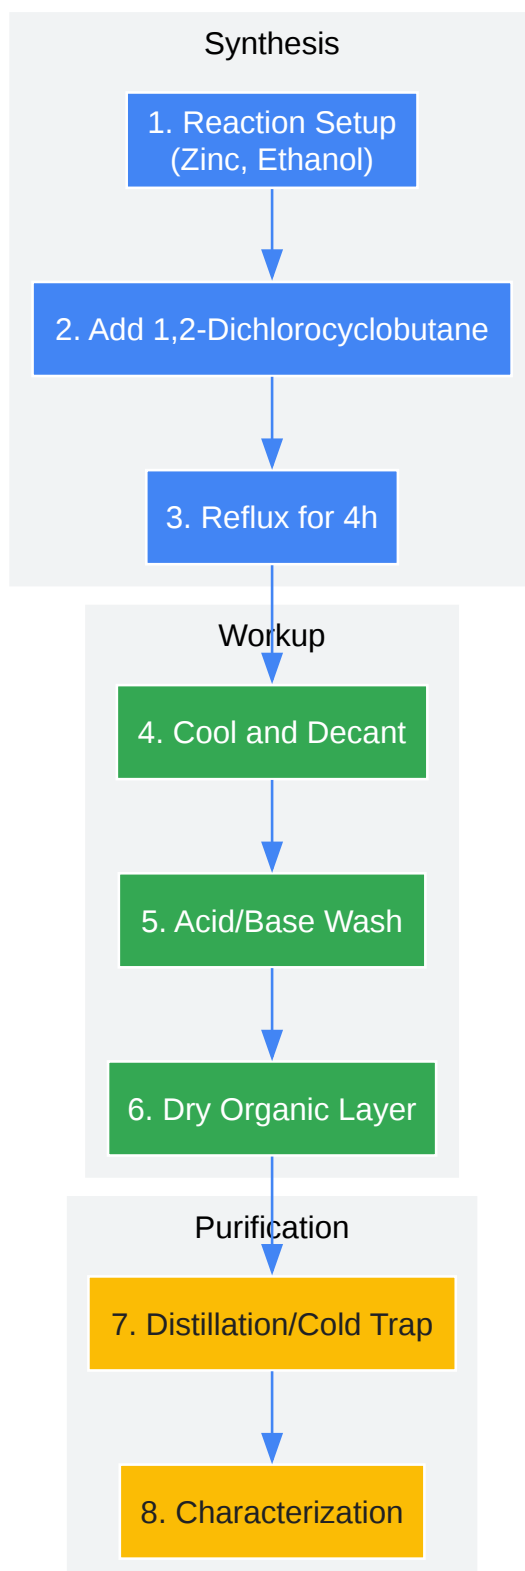 Synthesis
1. Reaction Setup
(Zinc, Ethanol)
2. Add 1,2-Dichlorocyclobutane
3. Reflux for 4h
Workup
4. Cool and Decant
5. Acid/Base Wash
6. Dry Organic Layer
Purification
7. Distillation/Cold Trap
8. Characterization